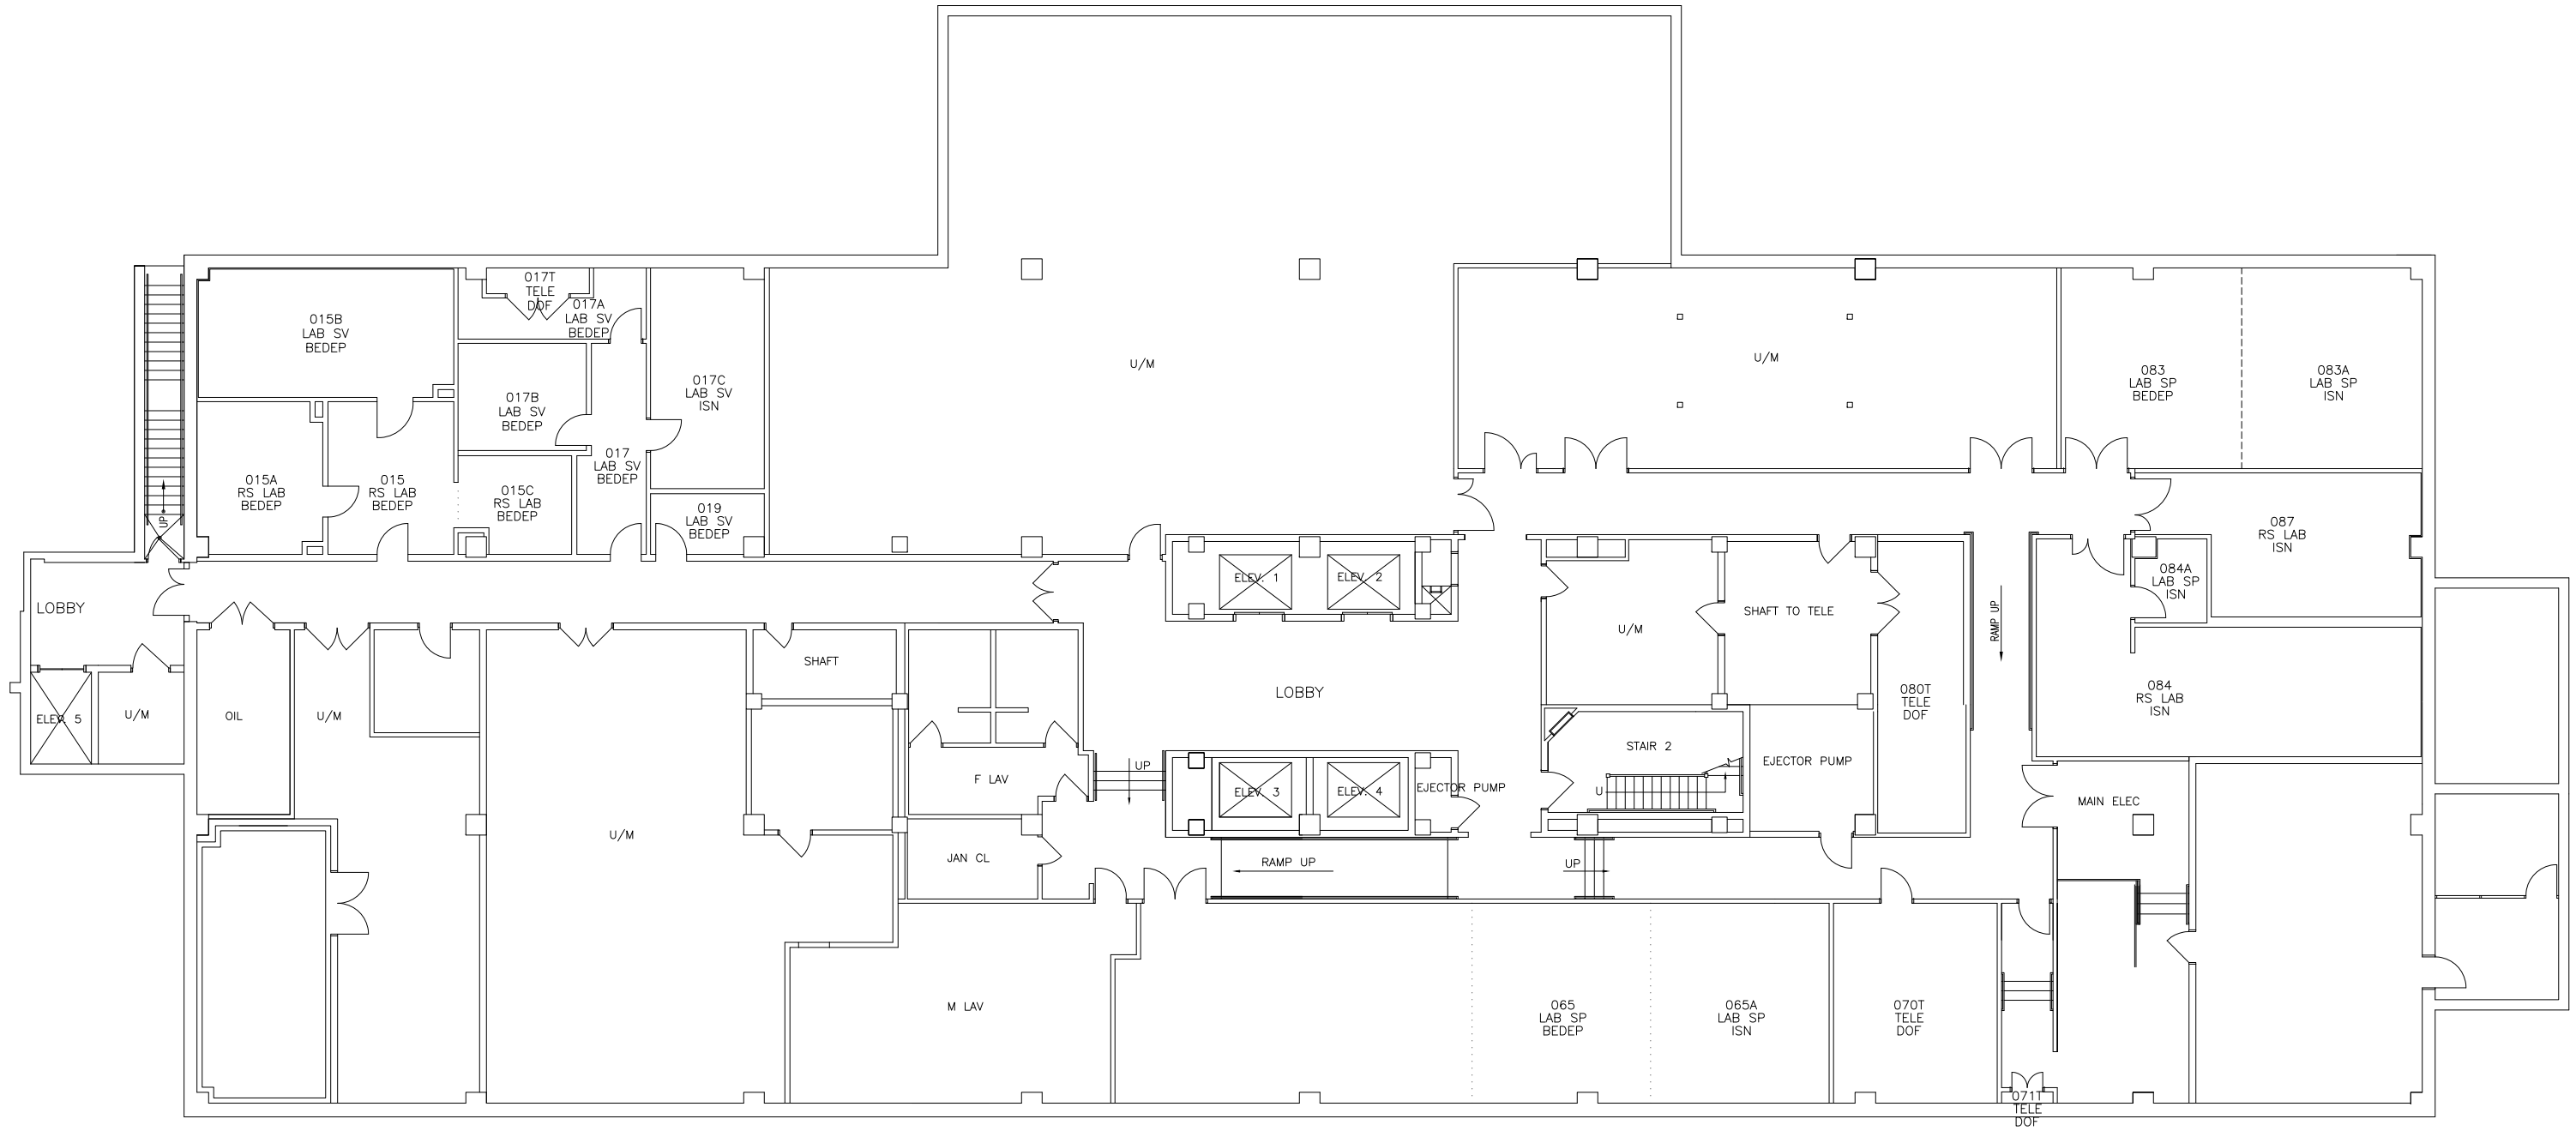 017T
TELE
DOF
017A
LAB SV
BEDEP
015B
LAB SV
BEDEP
017B
LAB SV
BEDEP
017C
LAB SV
ISN
U/M
U/M
083
LAB SP
BEDEP
083A
LAB SP
ISN
015A
RS LAB
BEDEP
015
RS LAB
BEDEP
015C
RS LAB
BEDEP
017
LAB SV
BEDEP
019
LAB SV
BEDEP
UP
087
RS LAB
ISN
084A
LAB SP
ISN
LOBBY
ELEV. 1
ELEV. 2
SHAFT TO TELE
U/M
RAMP UP
SHAFT
LOBBY
084
RS LAB
ISN
080T
TELE
DOF
ELEV. 5
U/M
OIL
U/M
STAIR 2
U
EJECTOR PUMP
F LAV
UP
ELEV. 3
ELEV. 4
EJECTOR PUMP
MAIN ELEC
U/M
JAN CL
RAMP UP
UP
M LAV
065
LAB SP
BEDEP
065A
LAB SP
ISN
070T
TELE
DOF
071T
TELE
DOF